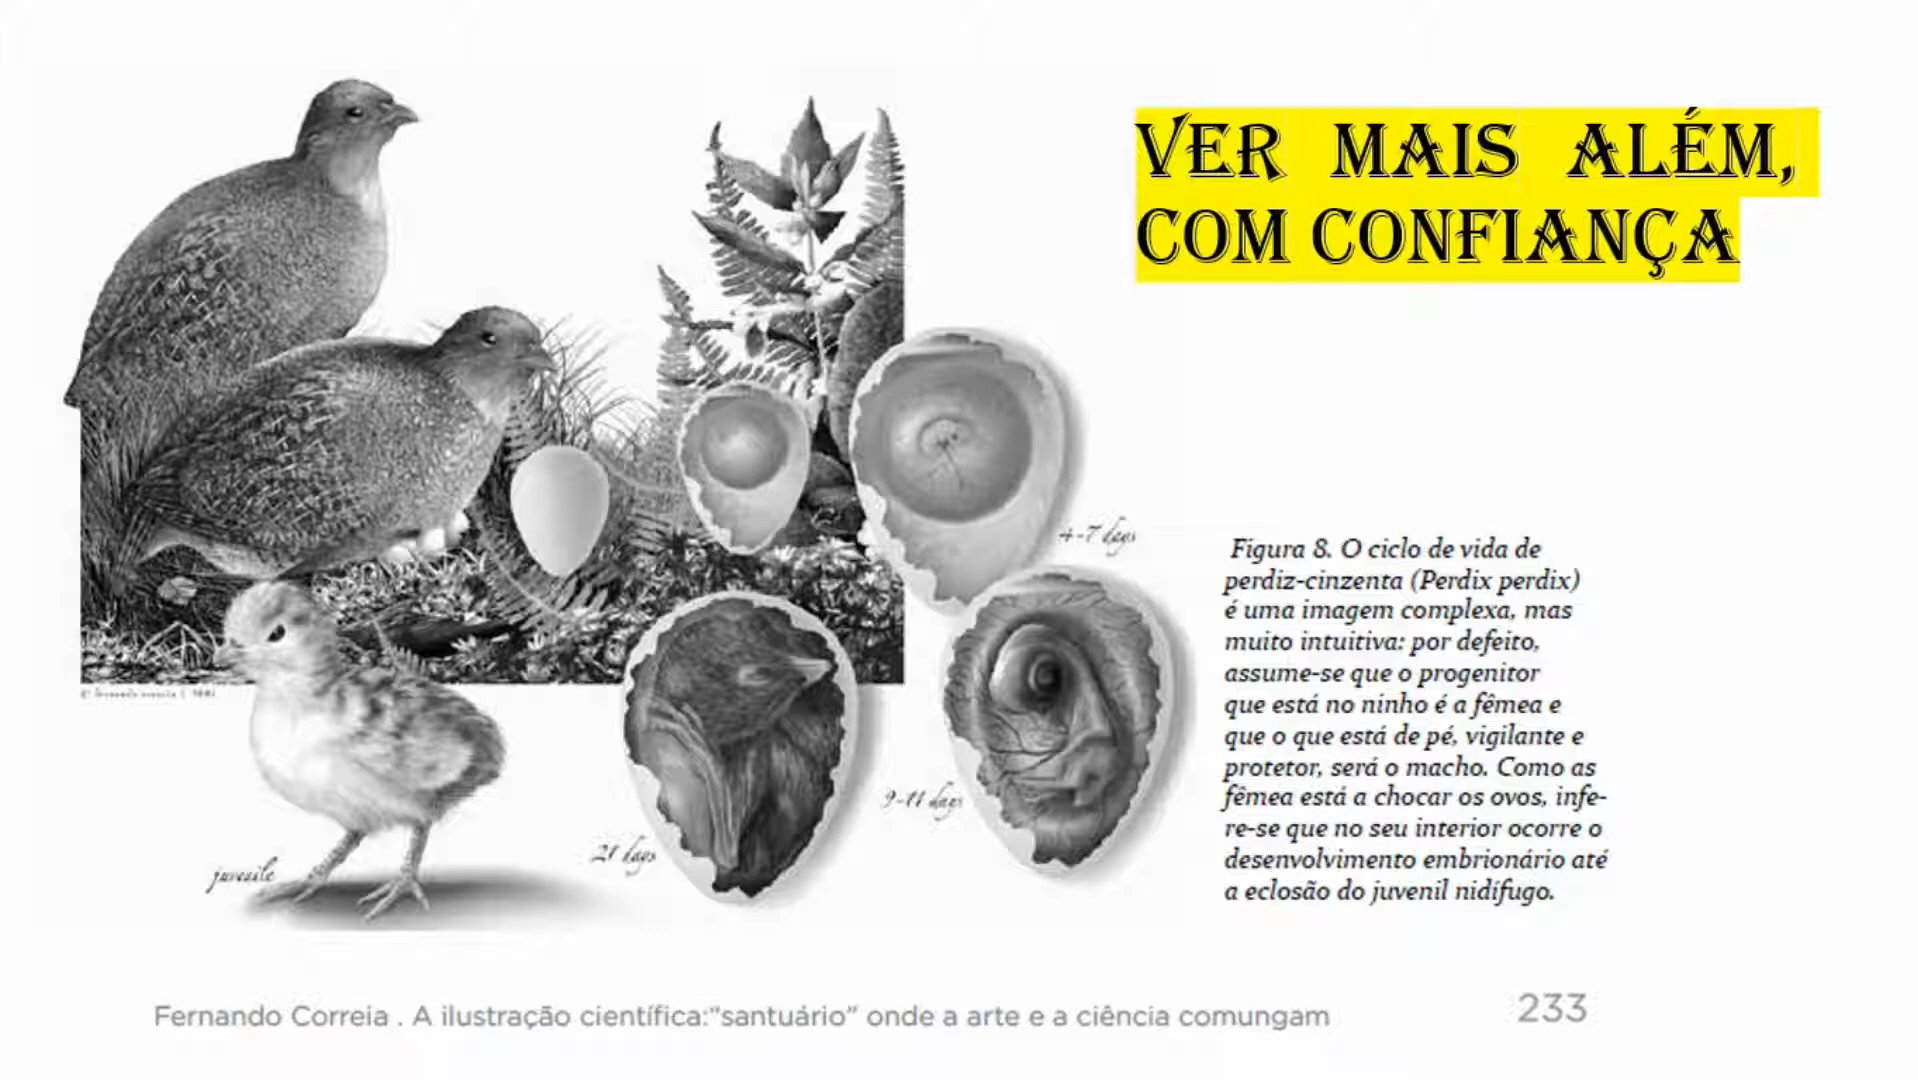 VER MAIS ALÉM,
COM CONFIANÇA
4-7 days
Figura 8. O ciclo de vida de
perdiz-cinzenta (Perdix perdix)
é uma imagem complexa, mas
muito intuitiva: por defeito,
assume-se que o progenitor
que está no ninho é a fêmea e
que o que está de pé, vigilante e
protetor, será o macho. Como as
fêmea está a chocar os ovos, infe-
re-se que no seu interior ocorre o
desenvolvimento embrionário até
a eclosão do juvenil nidífugo.
9-11 days
21 days
juvenile
Fernando Correia . A ilustração científica:"santuário" onde a arte e a ciência comungam
233